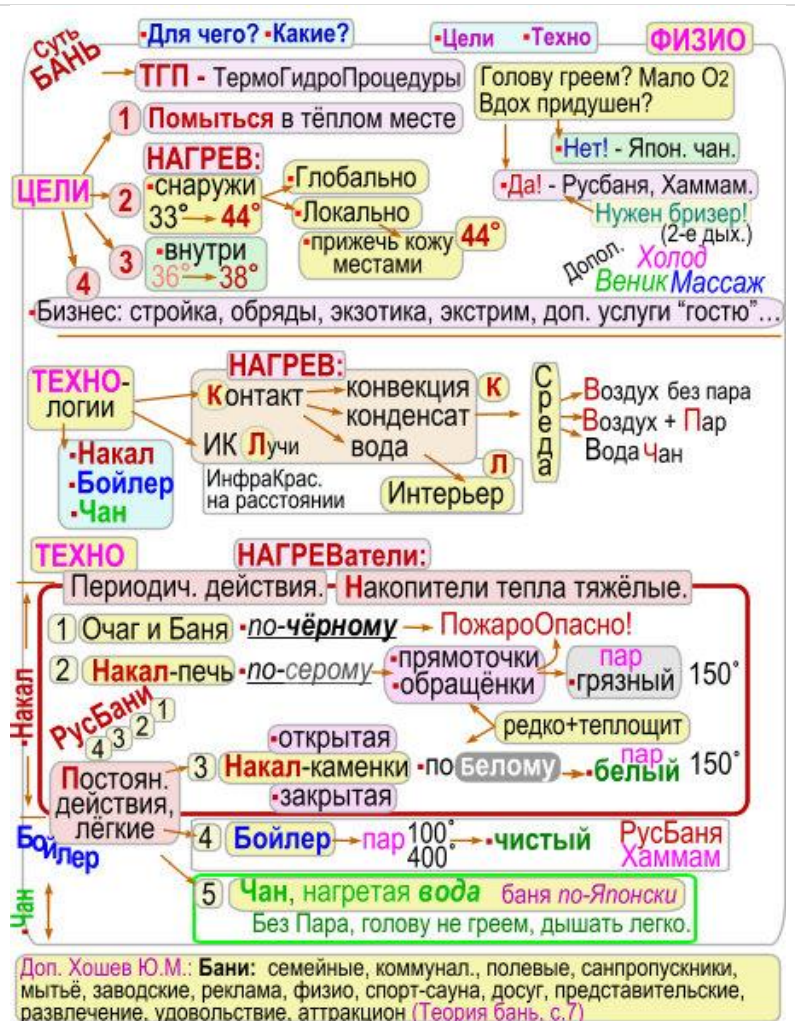 Суть БАНЬ
▪Для чего? ▪Какие?
▪Цели ▪Техно
ФИЗИО
ТГП - ТермоГидроПроцедуры
Голову греем? Мало О2
Вдох придушен?
1 Помыться в тёплом месте
▪Нет! - Япон. чан.
▪Да! - Русбаня, Хаммам.
Нужен бризер!
(2-е дых.)
ЦЕЛИ
НАГРЕВ:
2 ▪снаружи
33° 44°
▪Глобально
▪Локально
▪прижечь кожу местами
44°
3 ▪внутри
36° 38°
Допол.
Холод
Веник Массаж
4
▪Бизнес: стройка, обряды, экзотика, экстрим, доп. услуги “гостю”...
ТЕХНО-
логии
НАГРЕВ:
Контакт
конвекция К
конденсат
вода
ИК Лучи
Л
ИнфраКрас.
на расстоянии
Интерьер
Среда
Воздух без пара
Воздух + Пар
Вода Чан
▪Накал
▪Бойлер
▪Чан
ТЕХНО
НАГРЕВатели:
Периодич. действия. - Накопители тепла тяжёлые.
1 Очаг и Баня ▪по-чёрному ПожароОпасно!
2 Накал-печь ▪по-серому
▪прямоточки
▪обращёнки
пар
▪грязный 150°
редко+теплощит
▪Накал
РусБани
4 3 2 1
▪открытая
3 Накал-каменки ▪по Белому
пар
▪белый 150°
▪закрытая
Постоян.
действия,
лёгкие
Бойлер
4 Бойлер пар 100° 400° ▪чистый
РусБаня
Хаммам
▪Чан
5 Чан, нагретая вода баня по-Японски
Без Пара, голову не греем, дышать легко.
Доп. Хошев Ю.М.: Бани: семейные, коммунал., полевые, санпропускники,
мытьё, заводские, реклама, физио, спорт-сауна, досуг, представительские,
развлечение, удовольствие, аттракцион (Теория бань, с.7)